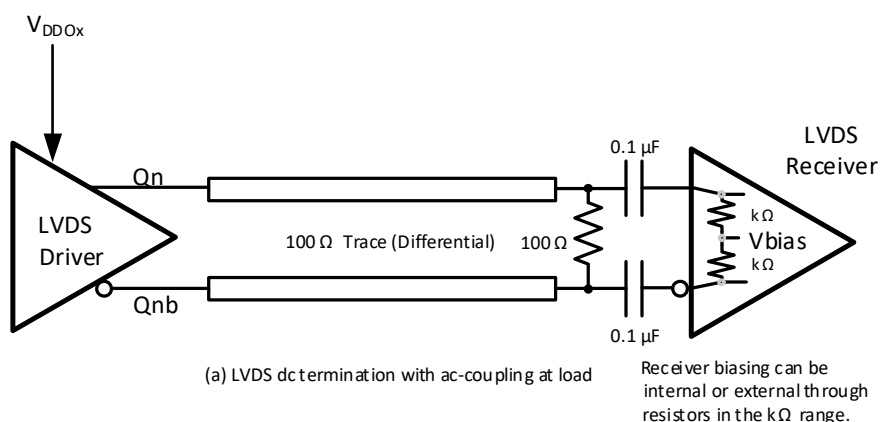 VDDOx
Qn
LVDS
Driver
Qnb
100 Ω Trace (Differential)
100 Ω
0.1 µF
0.1 µF
LVDS
Receiver
kΩ
Vbias
kΩ
(a) LVDS dc termination with ac-coupling at load
Receiver biasing can be
internal or external through
resistors in the kΩ range.